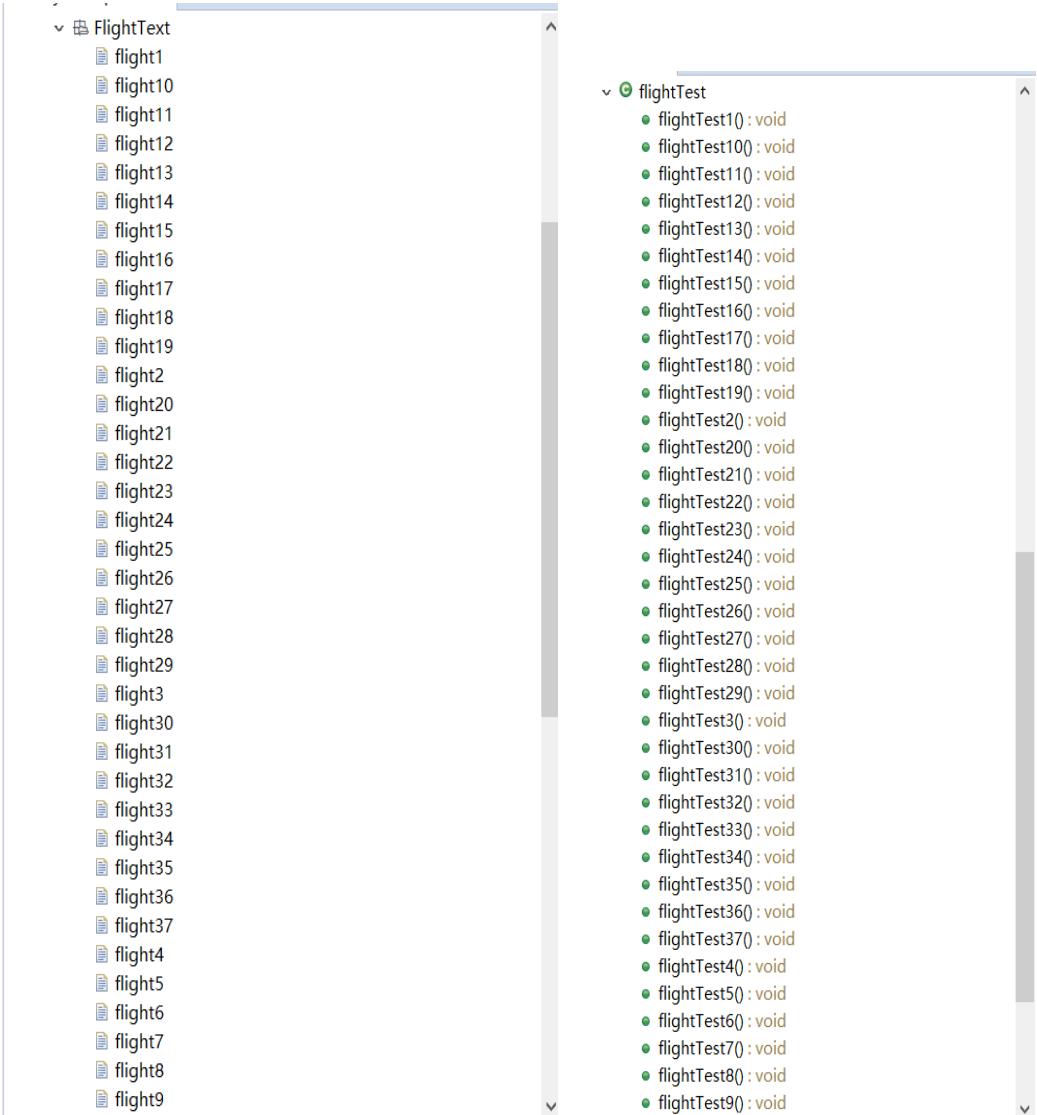 FlightText
flight1
flight10
flight11
flight12
flight13
flight14
flight15
flight16
flight17
flight18
flight19
flight2
flight20
flight21
flight22
flight23
flight24
flight25
flight26
flight27
flight28
flight29
flight3
flight30
flight31
flight32
flight33
flight34
flight35
flight36
flight37
flight4
flight5
flight6
flight7
flight8
flight9
flightTest
flightTest1() : void
flightTest10() : void
flightTest11() : void
flightTest12() : void
flightTest13() : void
flightTest14() : void
flightTest15() : void
flightTest16() : void
flightTest17() : void
flightTest18() : void
flightTest19() : void
flightTest2() : void
flightTest20() : void
flightTest21() : void
flightTest22() : void
flightTest23() : void
flightTest24() : void
flightTest25() : void
flightTest26() : void
flightTest27() : void
flightTest28() : void
flightTest29() : void
flightTest3() : void
flightTest30() : void
flightTest31() : void
flightTest32() : void
flightTest33() : void
flightTest34() : void
flightTest35() : void
flightTest36() : void
flightTest37() : void
flightTest4() : void
flightTest5() : void
flightTest6() : void
flightTest7() : void
flightTest8() : void
flightTest9() : void